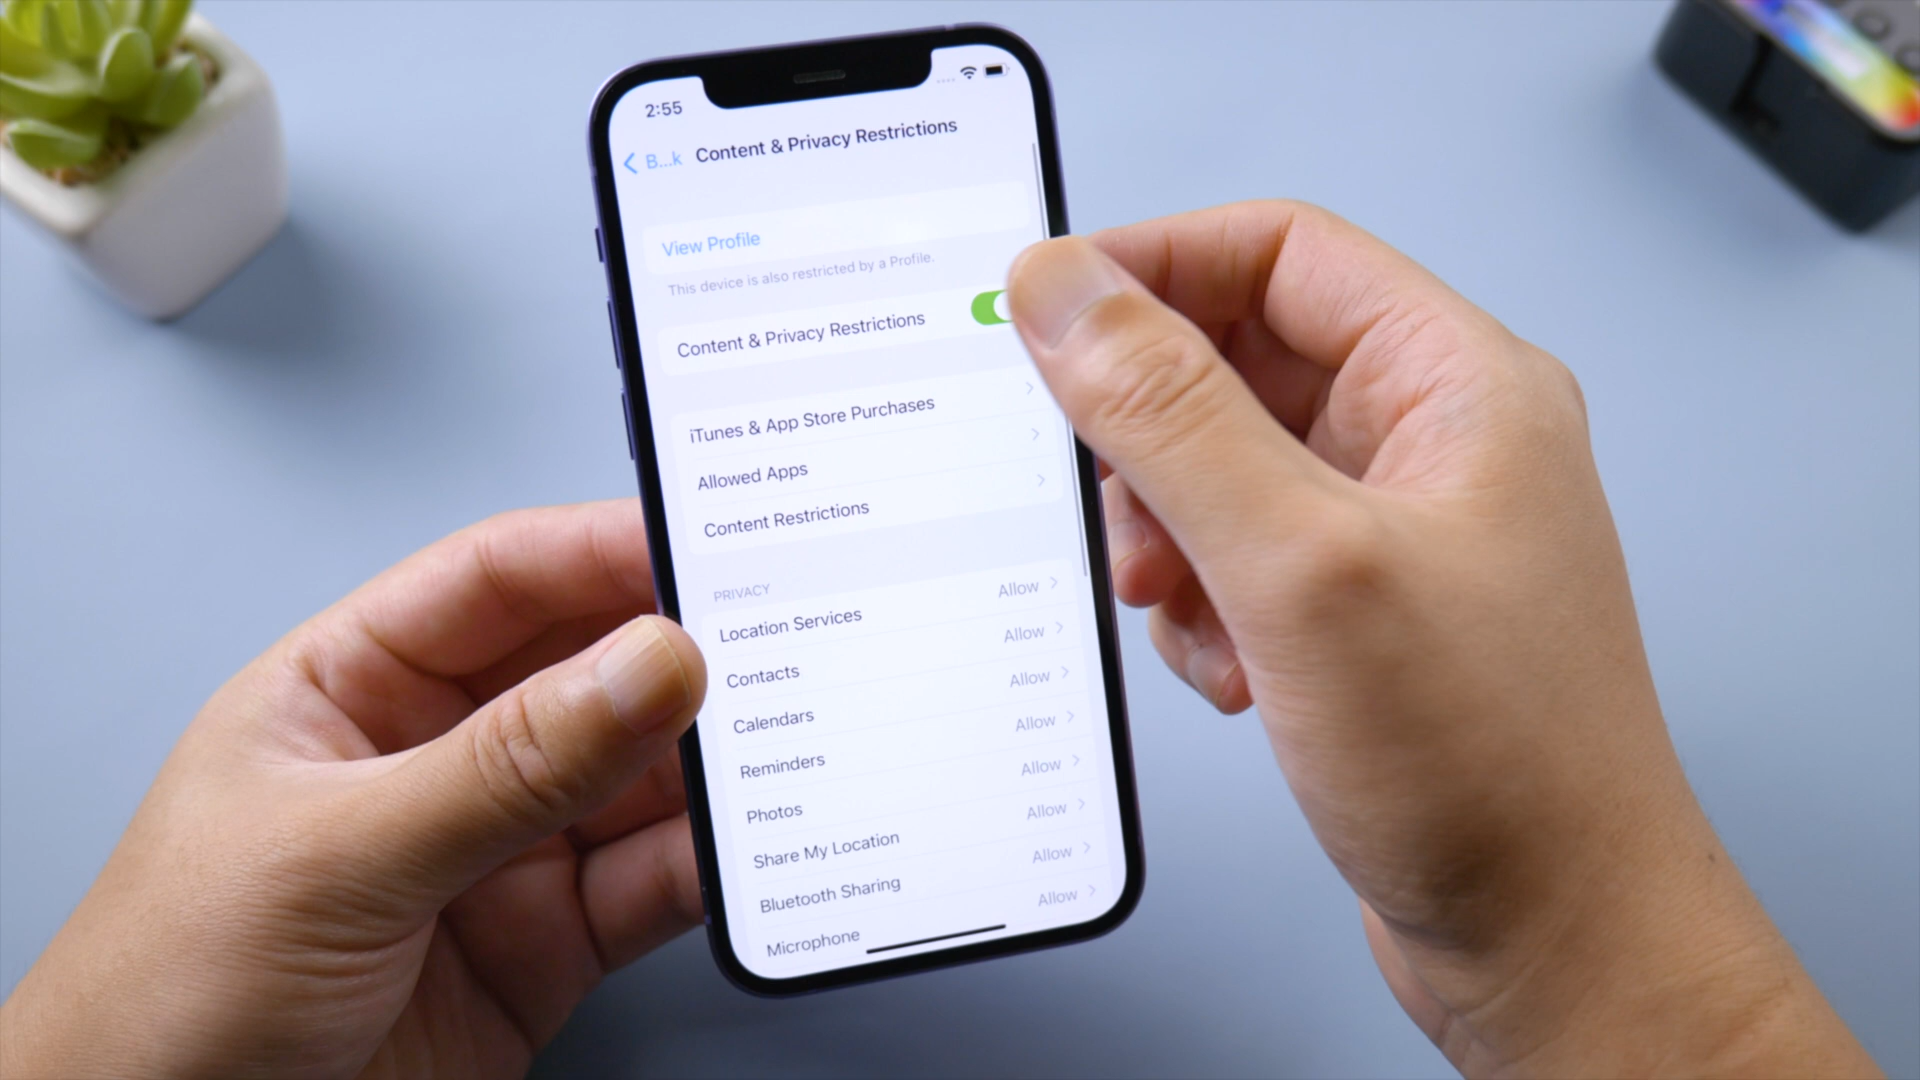 2:55
B...k Content & Privacy Restrictions
View Profile
This device is also restricted by a Profile.
Content & Privacy Restrictions
iTunes & App Store Purchases
Allowed Apps
Content Restrictions
PRIVACY
Location Services Allow
Contacts Allow
Calendars Allow
Reminders Allow
Photos Allow
Share My Location Allow
Bluetooth Sharing Allow
Microphone Allow